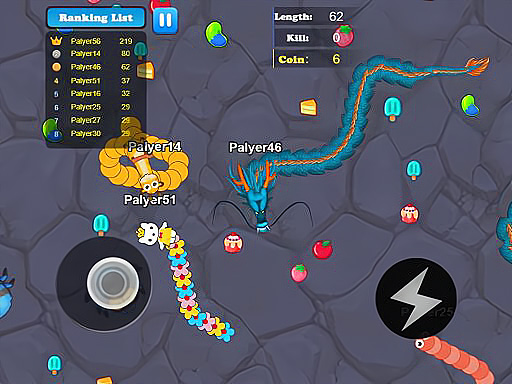 Ranking List
Palyer56 219
Palyer14 80
Palyer46 62
4 Palyer51 37
5 Palyer16 32
6 Palyer25 29
7 Palyer27 29
8 Palyer30 29
Length: 62
Kill: 0
Coin: 6
Palyer14
Palyer46
Palyer51